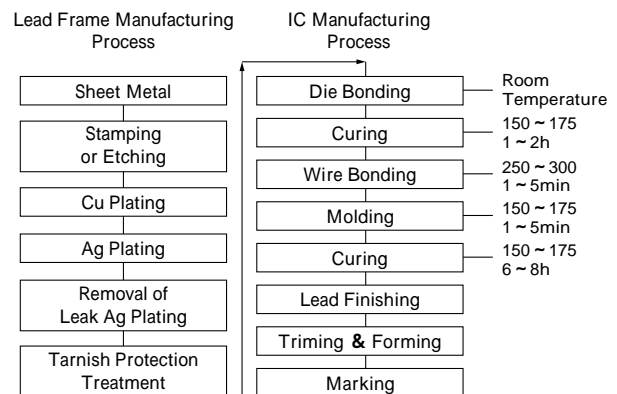 Lead Frame Manufacturing
Process
Sheet Metal
Stamping
or Etching
Cu Plating
Ag Plating
Removal of
Leak Ag Plating
Tarnish Protection
Treatment
IC Manufacturing
Process
Die Bonding
Room
Temperature
Curing
150 ~ 175
1 ~ 2h
Wire Bonding
250 ~ 300
1 ~ 5min
Molding
150 ~ 175
1 ~ 5min
Curing
150 ~ 175
6 ~ 8h
Lead Finishing
Triming & Forming
Marking